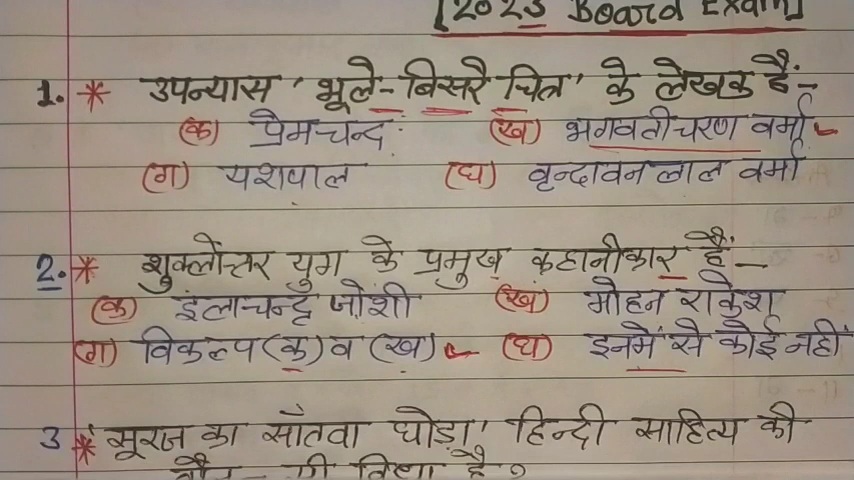 [2023 Board Exam]
1. * उपन्यास 'भूले-बिसरे चित्र' के लेखक हैं-
(क) प्रेमचन्द (ख) भगवतीचरण वर्मा
(ग) यशपाल (घ) वृन्दावनलाल वर्मा
2. * शुक्लोत्तर युग के प्रमुख कहानीकार हैं-
(क) इलाचन्द्र जोशी (ख) मोहन राकेश
(ग) विकल्प (क) व (ख) (घ) इनमें से कोई नहीं
3 * 'सूरज का सातवा घोड़ा' हिन्दी साहित्य की
कौन-सी विधा है?